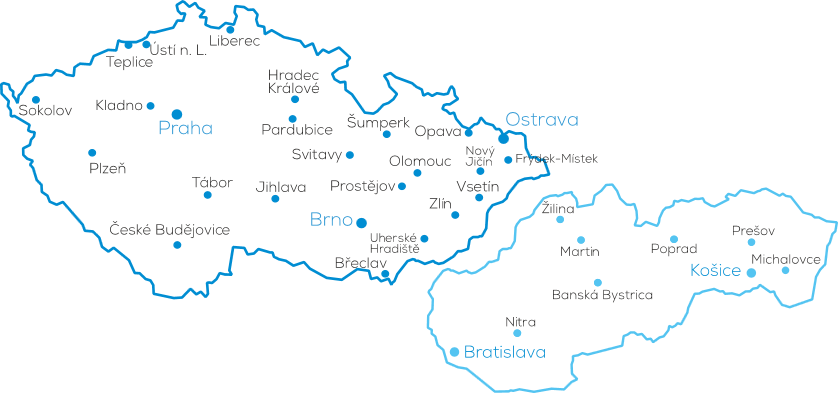 Liberec
Ústí n. L.
Teplice
Hradec
Králové
Sokolov
Kladno
Praha
Pardubice
Šumperk
Opava
Ostrava
Svitavy
Nový
Jičín
Frýdek-Místek
Olomouc
Plzeň
Tábor
Jihlava
Prostějov
Vsetín
Zlín
Brno
České Budějovice
Uherské
Hradiště
Břeclav
Žilina
Martin
Poprad
Prešov
Michalovce
Košice
Banská Bystrica
Nitra
Bratislava